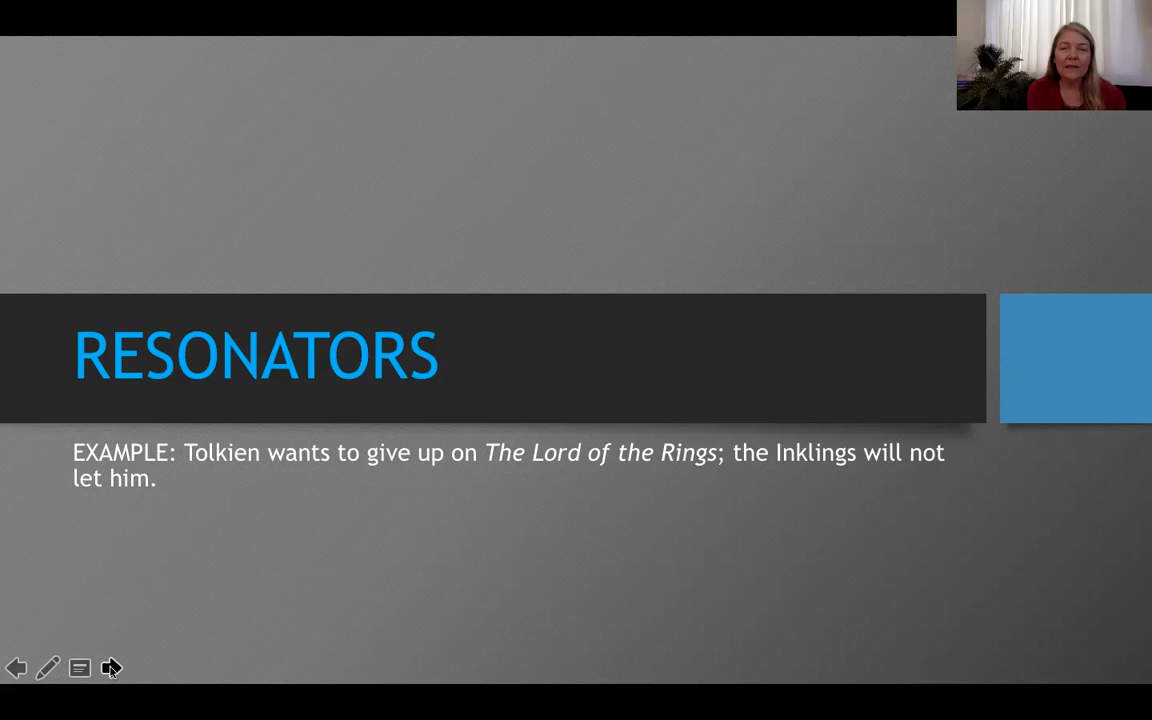 RESONATORS
EXAMPLE: Tolkien wants to give up on The Lord of the Rings; the Inklings will not
let him.